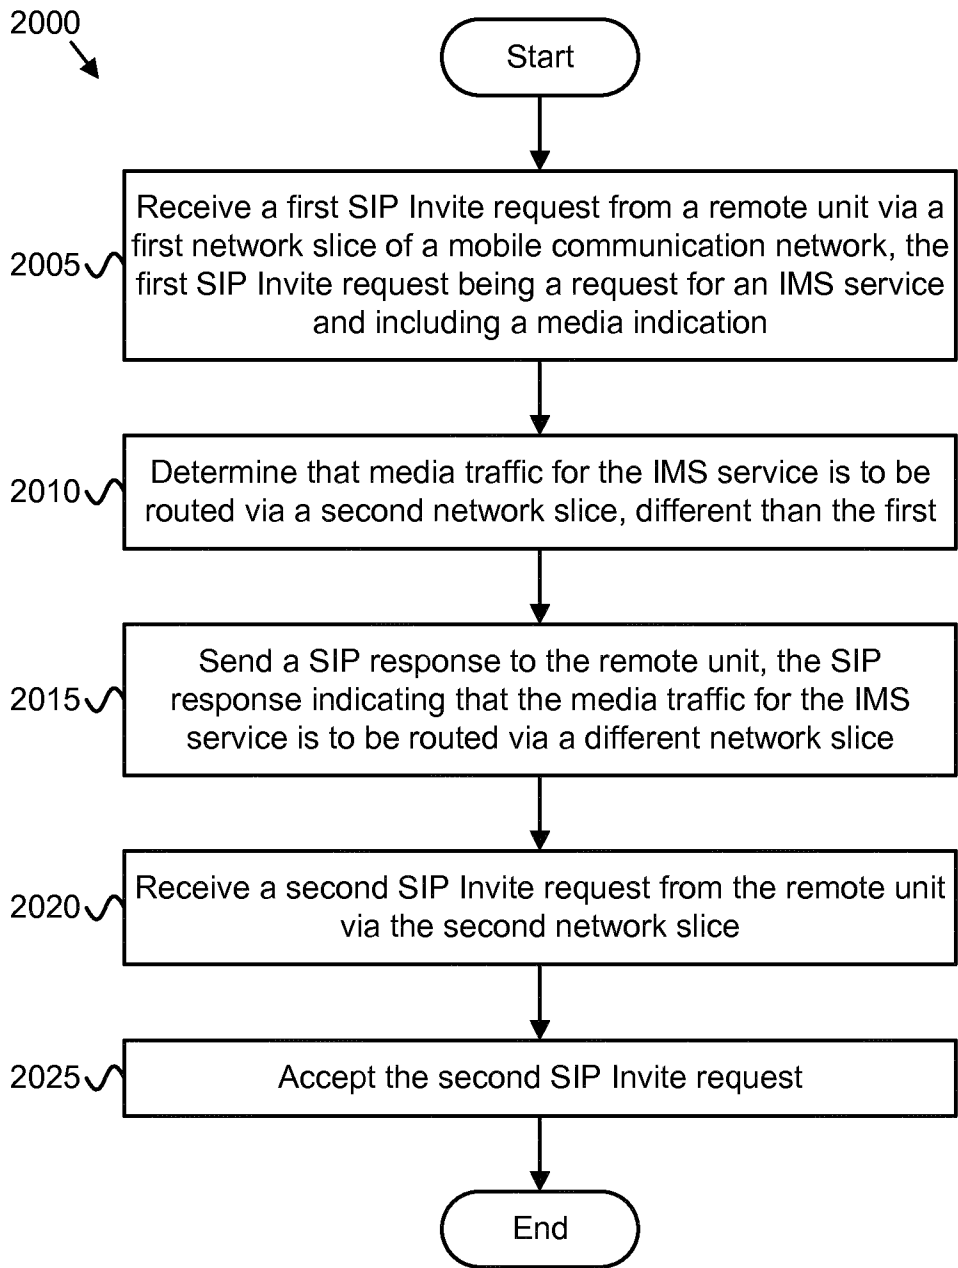 2000
Start
2005
Receive a first SIP Invite request from a remote unit via a
first network slice of a mobile communication network, the
first SIP Invite request being a request for an IMS service
and including a media indication
2010
Determine that media traffic for the IMS service is to be
routed via a second network slice, different than the first
2015
Send a SIP response to the remote unit, the SIP
response indicating that the media traffic for the IMS
service is to be routed via a different network slice
2020
Receive a second SIP Invite request from the remote unit
via the second network slice
2025
Accept the second SIP Invite request
End